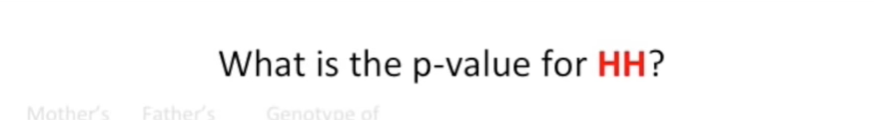 What is the p-value for HH?
Mother's Father's Genotype of